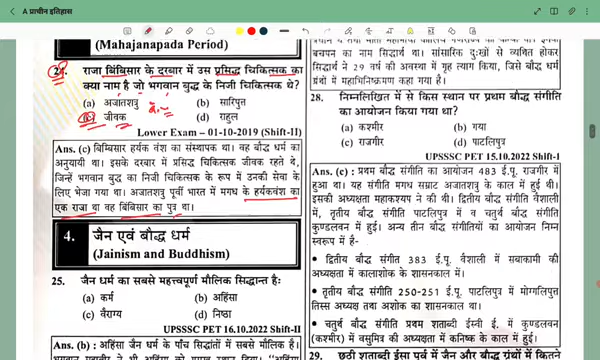 A प्राचीन इतिहास
(Mahajanapada Period)
24. राजा बिंबिसार के दरबार में उस प्रसिद्ध चिकित्सक का
क्या नाम है जो भगवान बुद्ध के निजी चिकित्सक थे?
(a) अजातशत्रु (b) सारिपुत्त
(c) जीवक (d) राहुल
Lower Exam – 01-10-2019 (Shift-II)
Ans. (c) बिम्बिसार हर्यक वंश का संस्थापक था। वह बौद्ध धर्म का
अनुयायी था। इसके दरबार में प्रसिद्ध चिकित्सक जीवक रहते थे,
जिन्हें भगवान बुद्ध का निजी चिकित्सक के रूप में उनकी सेवा के
लिए भेजा गया था। अजातशत्रु पूर्वी भारत में मगध के हर्यकवंश का
एक राजा था वह बिंबिसार का पुत्र था।
4. जैन एवं बौद्ध धर्म
(Jainism and Buddhism)
25. जैन धर्म का सबसे महत्त्वपूर्ण मौलिक सिद्धान्त है:
(a) कर्म (b) अहिंसा
(c) वैराग्य (d) निष्ठा
UPSSSC PET 16.10.2022 Shift-II
Ans. (b) : अहिंसा जैन धर्म के पाँच सिद्धांतों में सबसे मौलिक है।
बचपन का नाम सिद्धार्थ था। सांसारिक दुःखों से व्यथित होकर
सिद्धार्थ ने 29 वर्ष की अवस्था में गृह त्याग किया, जिसे बौद्ध धर्म
ग्रंथों में महाभिनिष्क्रमण कहा गया है।
28. निम्नलिखित में से किस स्थान पर प्रथम बौद्ध संगीति
का आयोजन किया गया था?
(a) कश्मीर (b) गया
(c) राजगीर (d) पाटलिपुत्र
UPSSSC PET 15.10.2022 Shift-I
Ans. (c) : प्रथम बौद्ध संगीति का आयोजन 483 ई.पू. राजगीर में
हुआ था। यह संगीति मगध सम्राट अजातशत्रु के काल में हुई थी।
इसकी अध्यक्षता महाकश्यप ने की थी। द्वितीय बौद्ध संगीति वैशाली
में, तृतीय बौद्ध संगीति पाटलिपुत्र में व चतुर्थ बौद्ध संगीति
कुण्डलवन में हुई। अन्य तीन बौद्ध संगीतियों का आयोजन निम्न
स्वरूप में है-
• द्वितीय बौद्ध संगीति 383 ई.पू. वैशाली में सबाकामी की
अध्यक्षता में कालाशोक के शासनकाल में।
• तृतीय बौद्ध संगीति 250-251 ई.पू. पाटलिपुत्र में मोग्गलिपुत्त
तिस्स अध्यक्ष तथा अशोक का शासनकाल था।
• चतुर्थ बौद्ध संगीति प्रथम शताब्दी ईस्वी ई. में कुण्डलवन
(कश्मीर) में वसुमित्र की अध्यक्षता में कनिष्क के काल में हुई।
29. छठी शताब्दी ईसा पूर्व में जैन और बौद्ध ग्रंथों में कितने